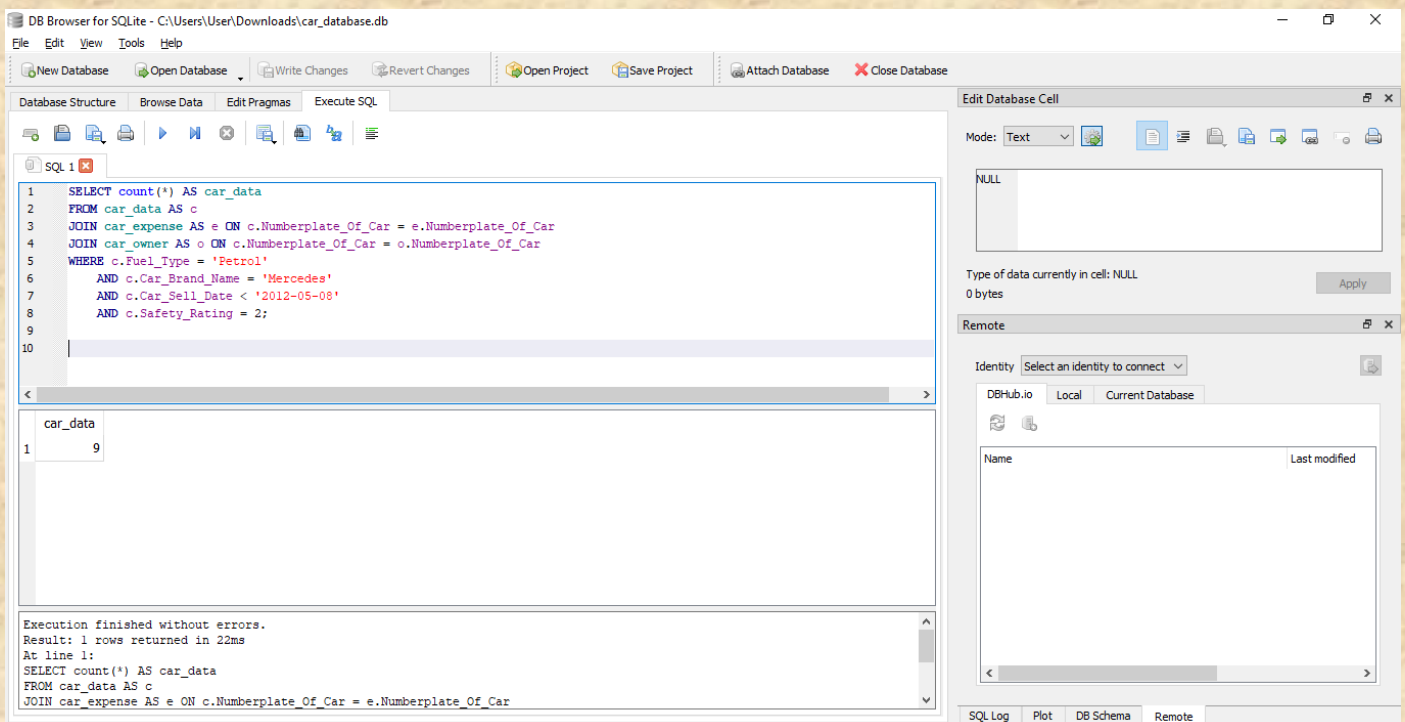 DB Browser for SQLite - C:\Users\User\Downloads\car_database.db
File Edit View Tools Help
New Database Open Database Write Changes Revert Changes Open Project Save Project Attach Database Close Database
Database Structure Browse Data Edit Pragmas Execute SQL
SQL 1
1 SELECT count(*) AS car_data
2 FROM car_data AS c
3 JOIN car_expense AS e ON c.Numberplate_Of_Car = e.Numberplate_Of_Car
4 JOIN car_owner AS o ON c.Numberplate_Of_Car = o.Numberplate_Of_Car
5 WHERE c.Fuel_Type = 'Petrol'
6 AND c.Car_Brand_Name = 'Mercedes'
7 AND c.Car_Sell_Date < '2012-05-08'
8 AND c.Safety_Rating = 2;
9
10
car_data
1 9
Execution finished without errors.
Result: 1 rows returned in 22ms
At line 1:
SELECT count(*) AS car_data
FROM car_data AS c
JOIN car_expense AS e ON c.Numberplate_Of_Car = e.Numberplate_Of_Car
Edit Database Cell
Mode: Text
NULL
Type of data currently in cell: NULL
0 bytes
Apply
Remote
Identity Select an identity to connect
DBHub.io Local Current Database
Name Last modified
SQL Log Plot DB Schema Remote